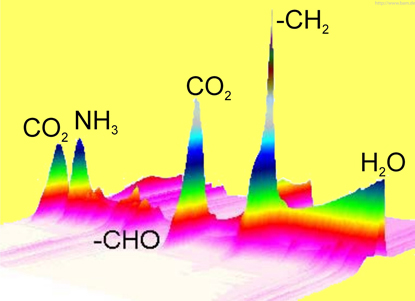 -CH₂
CO₂
CO₂ NH₃
H₂O
-CHO